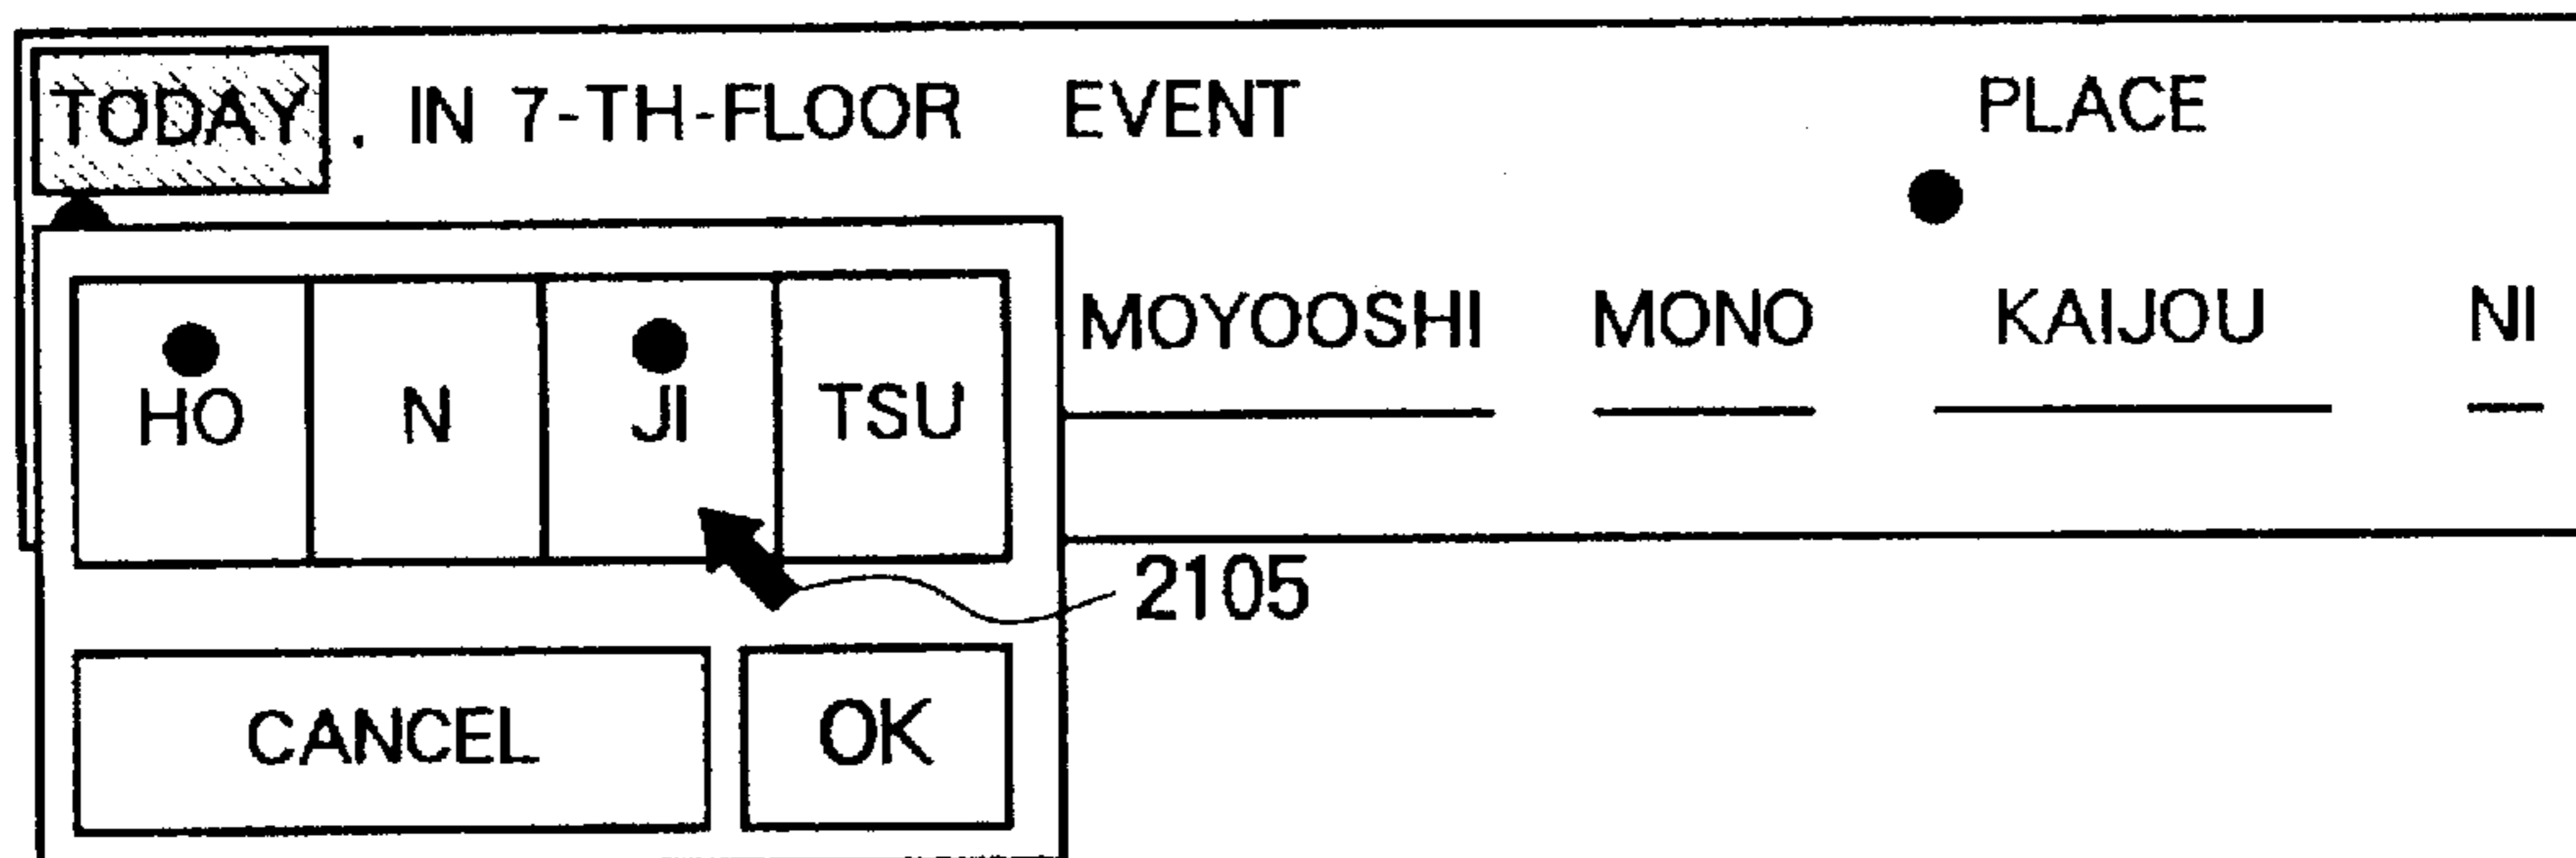 TODAY . IN 7-TH-FLOOR EVENT PLACE
MOYOOSHI MONO KAIJOU NI
HO N JI TSU
2105
CANCEL OK